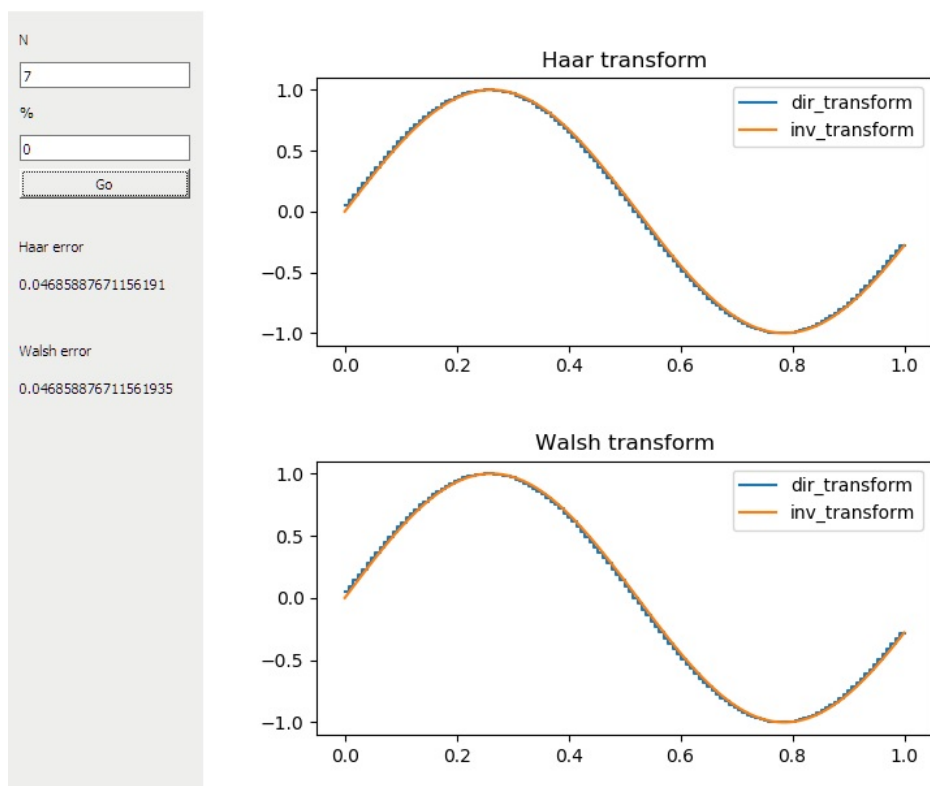 N
7
%
0
Go
Haar error
0.04685887671156191
Walsh error
0.046858876711561935
Haar transform
dir_transform
inv_transform
1.0
0.5
0.0
−0.5
−1.0
0.0 0.2 0.4 0.6 0.8 1.0
Walsh transform
dir_transform
inv_transform
1.0
0.5
0.0
−0.5
−1.0
0.0 0.2 0.4 0.6 0.8 1.0